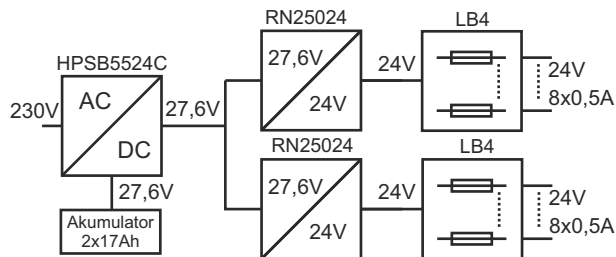 RN25024
LB4
HPSB5524C
27,6V
24V
24V
24V
8x0,5A
230V
AC
DC
27,6V
27,6V
Akumulator
2x17Ah
RN25024
LB4
27,6V
24V
24V
24V
8x0,5A